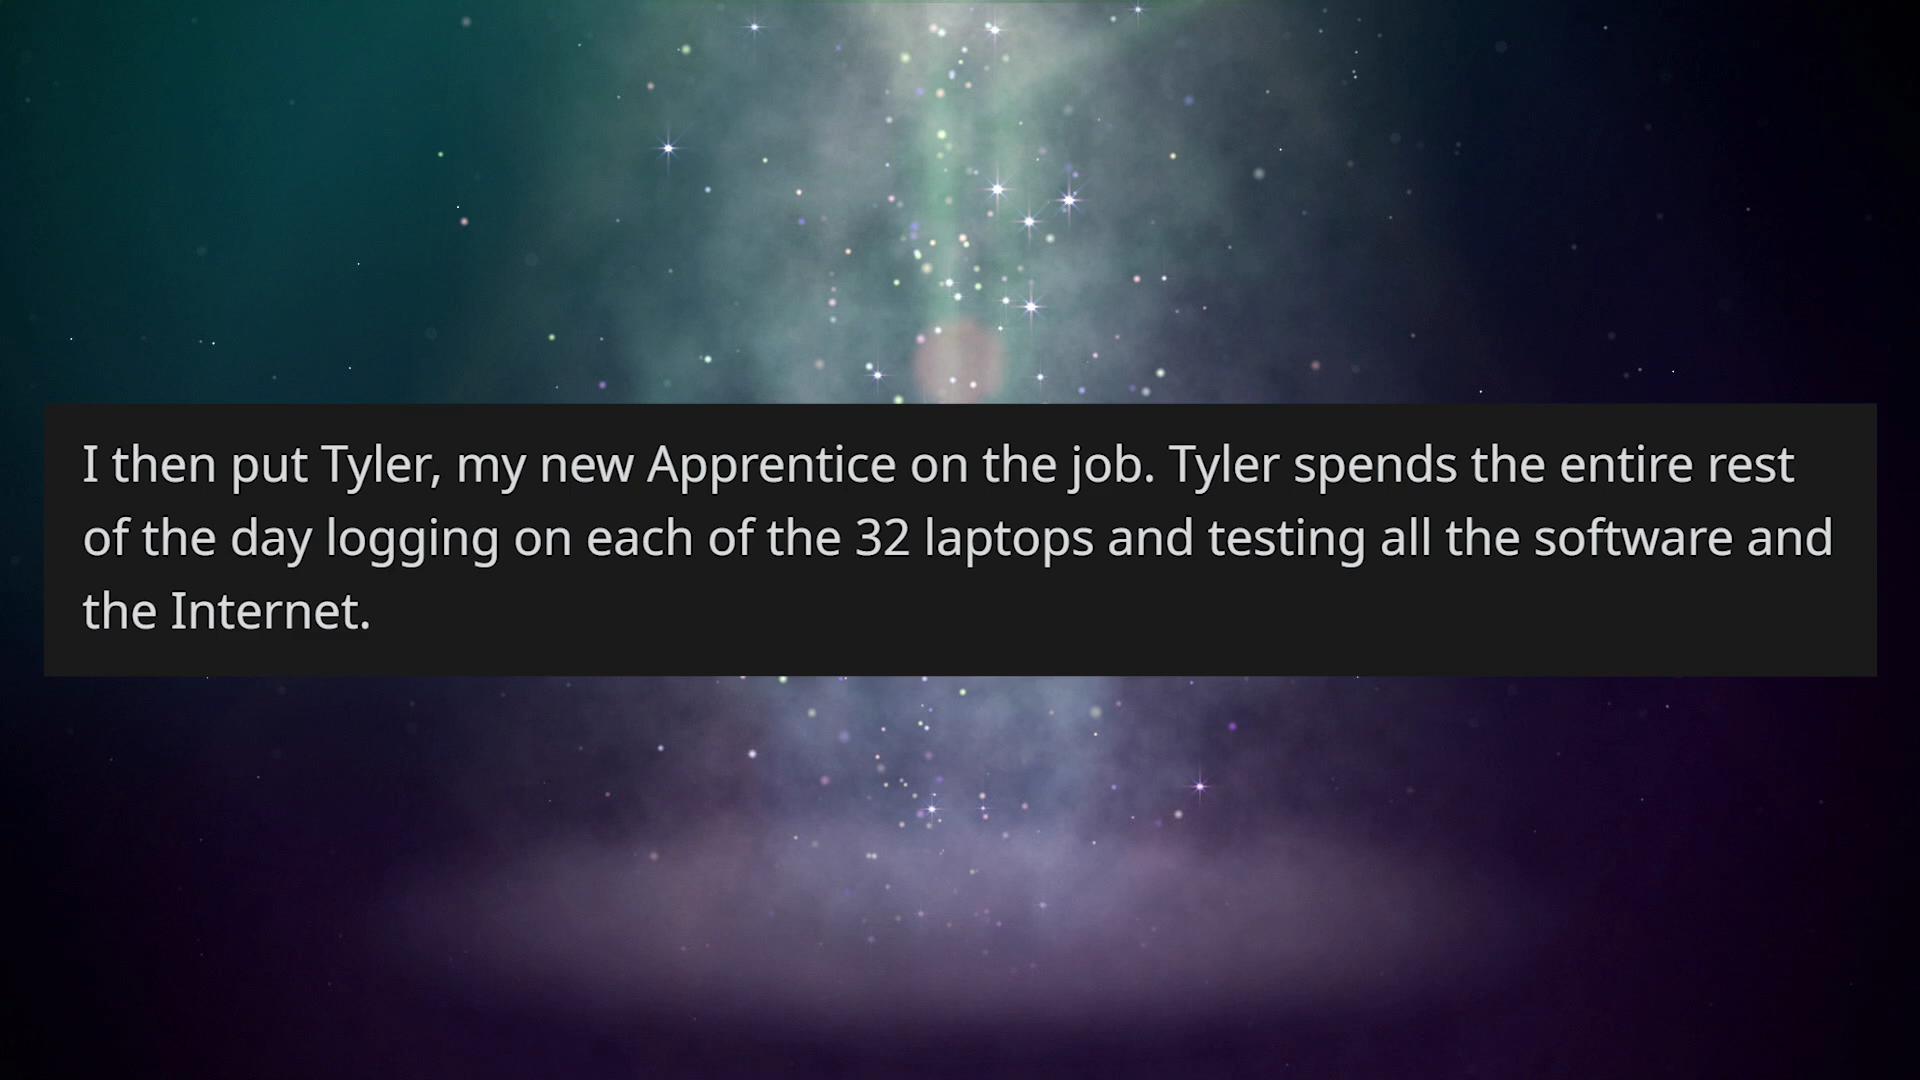 I then put Tyler, my new Apprentice on the job. Tyler spends the entire rest
of the day logging on each of the 32 laptops and testing all the software and
the Internet.